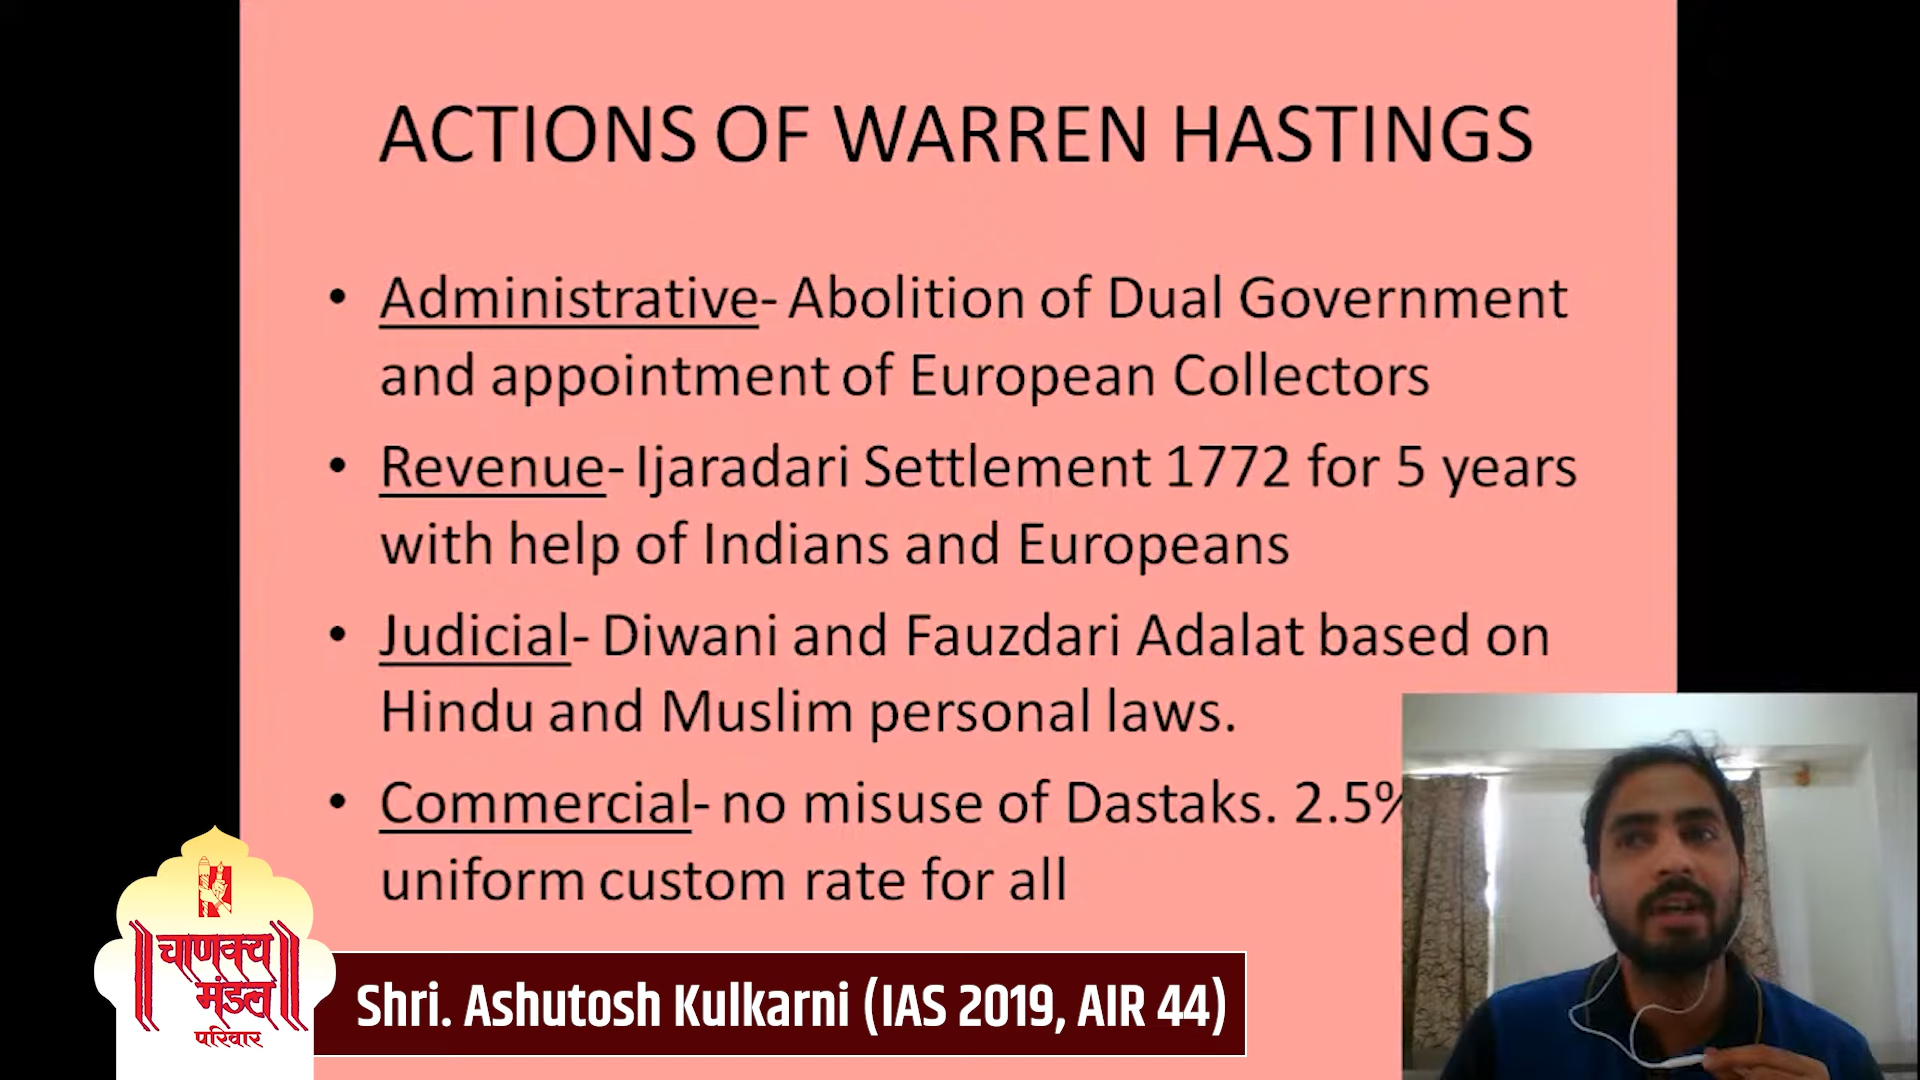 ACTIONS OF WARREN HASTINGS
• Administrative- Abolition of Dual Government
and appointment of European Collectors
• Revenue- Ijaradari Settlement 1772 for 5 years
with help of Indians and Europeans
• Judicial- Diwani and Fauzdari Adalat based on
Hindu and Muslim personal laws.
• Commercial- no misuse of Dastaks. 2.5%
uniform custom rate for all
॥ चाणक्य
मंडल ॥
परिवार
Shri. Ashutosh Kulkarni (IAS 2019, AIR 44)